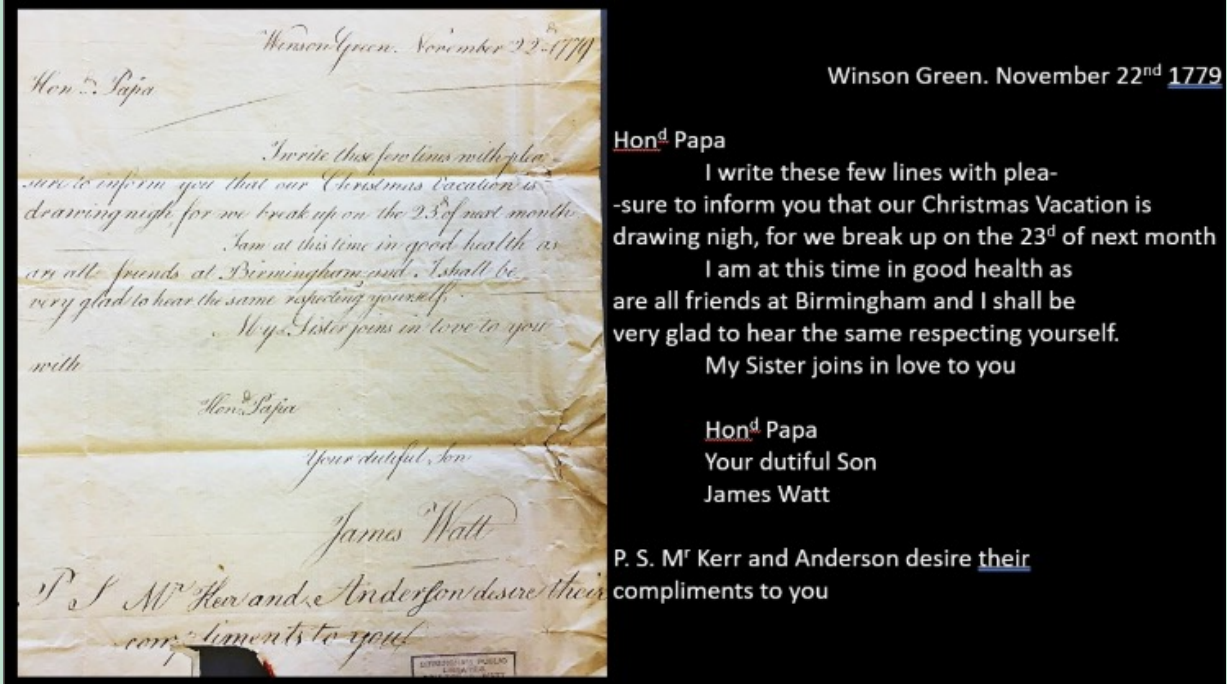 Winson Green. November 22ᵈ 1779
Honᵈ. Papa
I write these few lines with plea-
sure to inform you that our Christmas Vacation is
drawing nigh, for we break up on the 23ᵈ of next month
I am at this time in good health as
are all friends at Birmingham and I shall be
very glad to hear the same respecting yourself.
My Sister joins in love to you
with
Honᵈ Papa
Your dutiful Son
James Watt
P S Mʳ Keir and Anderson desire their
compliments to you
PUBLIC
Winson Green. November 22ⁿᵈ 1779
Honᵈ Papa
I write these few lines with plea-
-sure to inform you that our Christmas Vacation is
drawing nigh, for we break up on the 23ᵈ of next month
I am at this time in good health as
are all friends at Birmingham and I shall be
very glad to hear the same respecting yourself.
My Sister joins in love to you
Honᵈ Papa
Your dutiful Son
James Watt
P. S. Mʳ Kerr and Anderson desire their
compliments to you